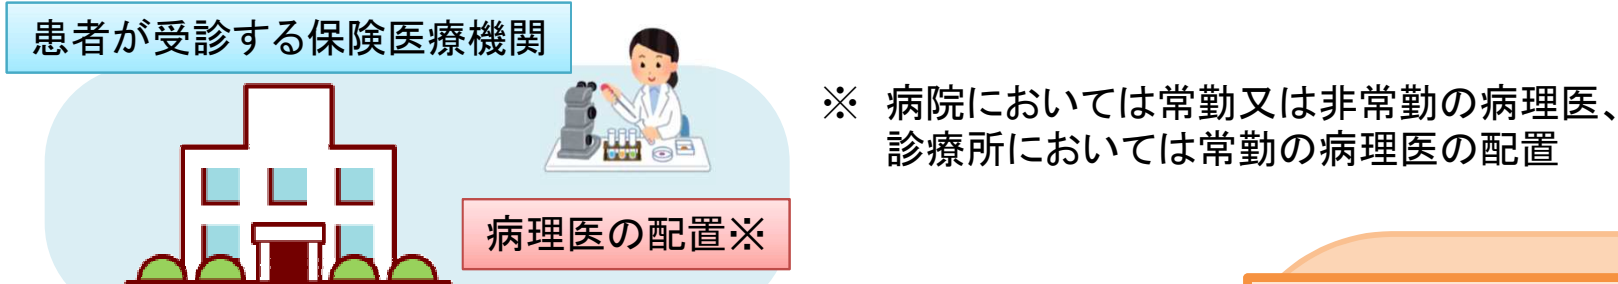 患者が受診する保険医療機関
※ 病院においては常勤又は非常勤の病理医、
診療所においては常勤の病理医の配置
病理医の配置※